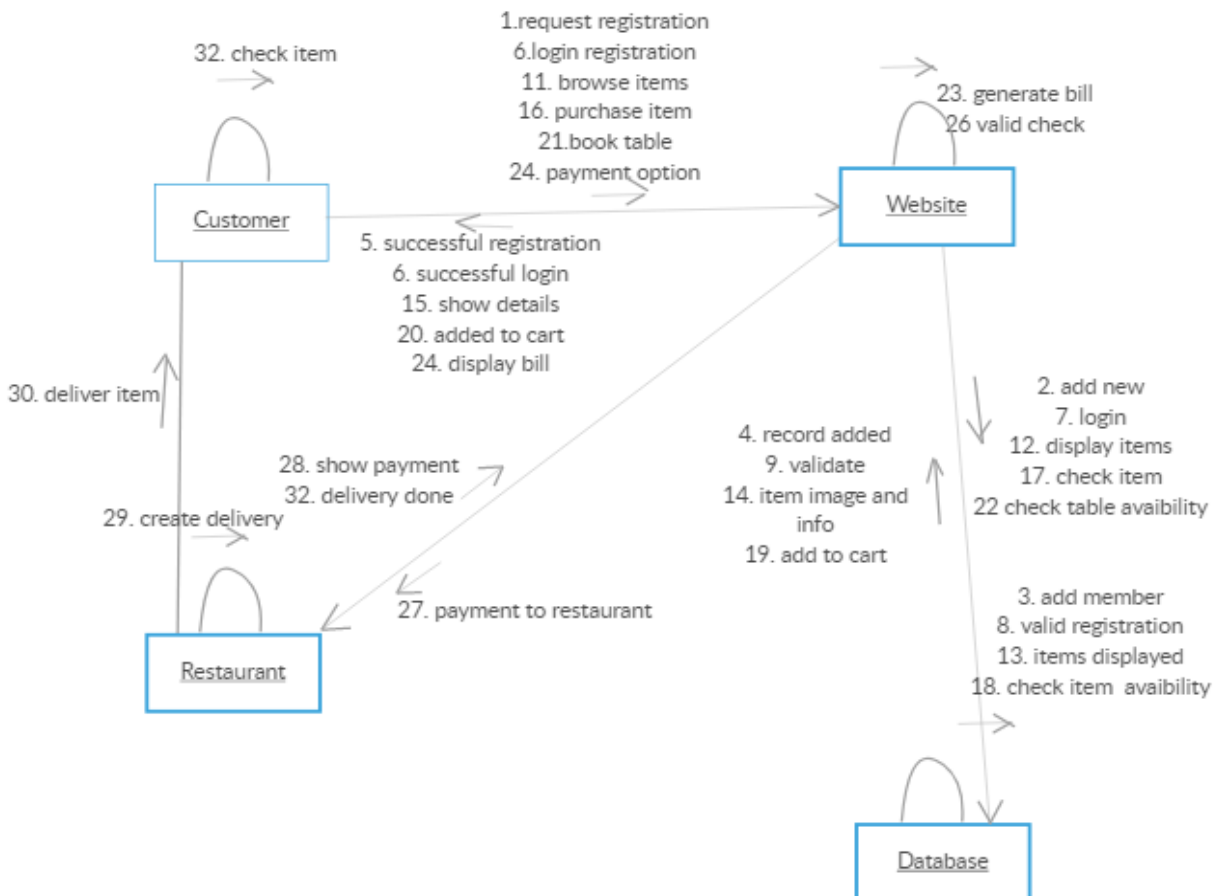 1.request registration
6.login registration
11. browse items
16. purchase item
21.book table
24. payment option
32. check item
23. generate bill
26 valid check
Customer
Website
5. successful registration
6. successful login
15. show details
20. added to cart
24. display bill
30. deliver item
2. add new
7. login
12. display items
17. check item
22 check table avaibility
4. record added
9. validate
14. item image and
info
19. add to cart
28. show payment
32. delivery done
29. create delivery
27. payment to restaurant
3. add member
8. valid registration
13. items displayed
18. check item avaibility
Restaurant
Database